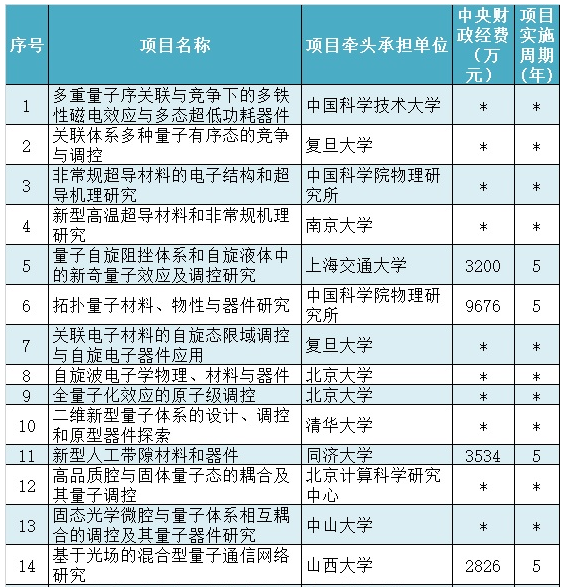 序号 项目名称 项目牵头承担单位 中央财政经费（万元） 项目实施周期(年)
1 多重量子序关联与竞争下的多铁性磁电效应与多态超低功耗器件 中国科学技术大学 * *
2 关联体系多种量子有序态的竞争与调控 复旦大学 * *
3 非常规超导材料的电子结构和超导机理研究 中国科学院物理研究所 * *
4 新型高温超导材料和非常规机理研究 南京大学 * *
5 量子自旋阻挫体系和自旋液体中的新奇量子效应及调控研究 上海交通大学 3200 5
6 拓扑量子材料、物性与器件研究 中国科学院物理研究所 9676 5
7 关联电子材料的自旋态限域调控与自旋电子器件应用 复旦大学 * *
8 自旋波电子学物理、材料与器件 北京大学 * *
9 全量子化效应的原子级调控 北京大学 * *
10 二维新型量子体系的设计、调控和原型器件探索 清华大学 * *
11 新型人工带隙材料和器件 同济大学 3534 5
12 高品质腔与固体量子态的耦合及其量子调控 北京计算科学研究中心 * *
13 固态光学微腔与量子体系相互耦合的调控及其量子器件研究 中山大学 * *
14 基于光场的混合型量子通信网络研究 山西大学 2826 5